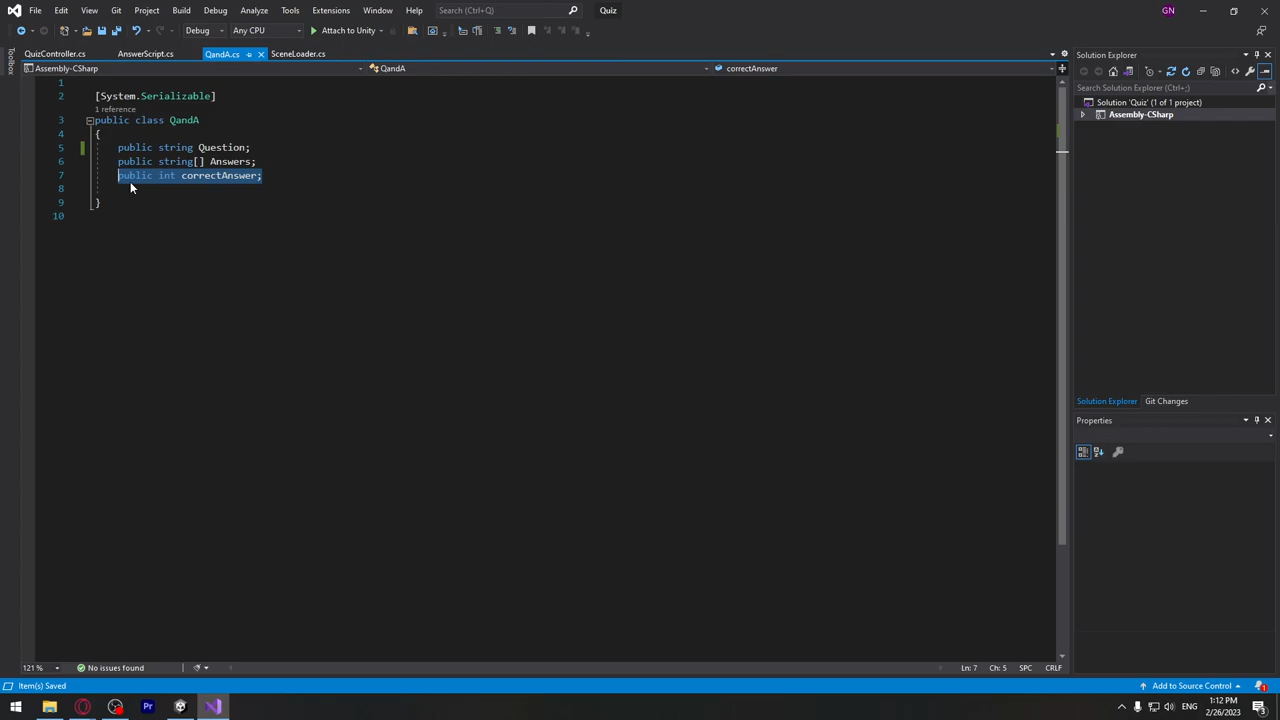 File Edit View Git Project Build Debug Analyze Tools Extensions Window Help Search (Ctrl+Q) Quiz GN
Debug Any CPU Attach to Unity
QuizController.cs AnswerScript.cs QandA.cs SceneLoader.cs
Assembly-CSharp QandA correctAnswer
1
2 [System.Serializable]
1 reference
3 public class QandA
4 {
5 public string Question;
6 public string[] Answers;
7 public int correctAnswer;
8
9 }
10
Toolbox
Solution Explorer
Search Solution Explorer (Ctrl+;)
Solution 'Quiz' (1 of 1 project)
Assembly-CSharp
Solution Explorer Git Changes
Properties
121 % No issues found Ln: 7 Ch: 5 SPC CRLF
Item(s) Saved Add to Source Control 1
Pr ENG 1:12 PM
2/26/2023 3